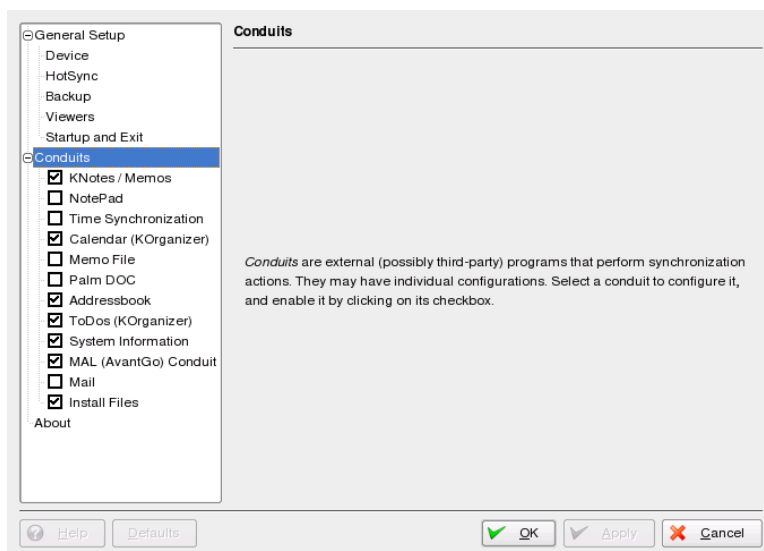 General Setup
Device
HotSync
Backup
Viewers
Startup and Exit
Conduits
KNotes / Memos
NotePad
Time Synchronization
Calendar (KOrganizer)
Memo File
Palm DOC
Addressbook
ToDos (KOrganizer)
System Information
MAL (AvantGo) Conduit
Mail
Install Files
About
Conduits
Conduits are external (possibly third-party) programs that perform synchronization
actions. They may have individual configurations. Select a conduit to configure it,
and enable it by clicking on its checkbox.
Help Defaults OK Apply Cancel